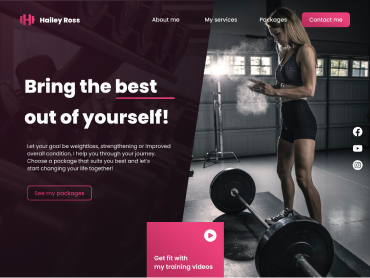 Hailey Ross
About me
My services
Packages
Contact me
Bring the best
out of yourself!
Let your goal be weightloss, strengthening or improved
overall condition, I help you through your journey.
Choose a package that suits you best and let's
start changing your life together!
See my packages
Get fit with
my training videos